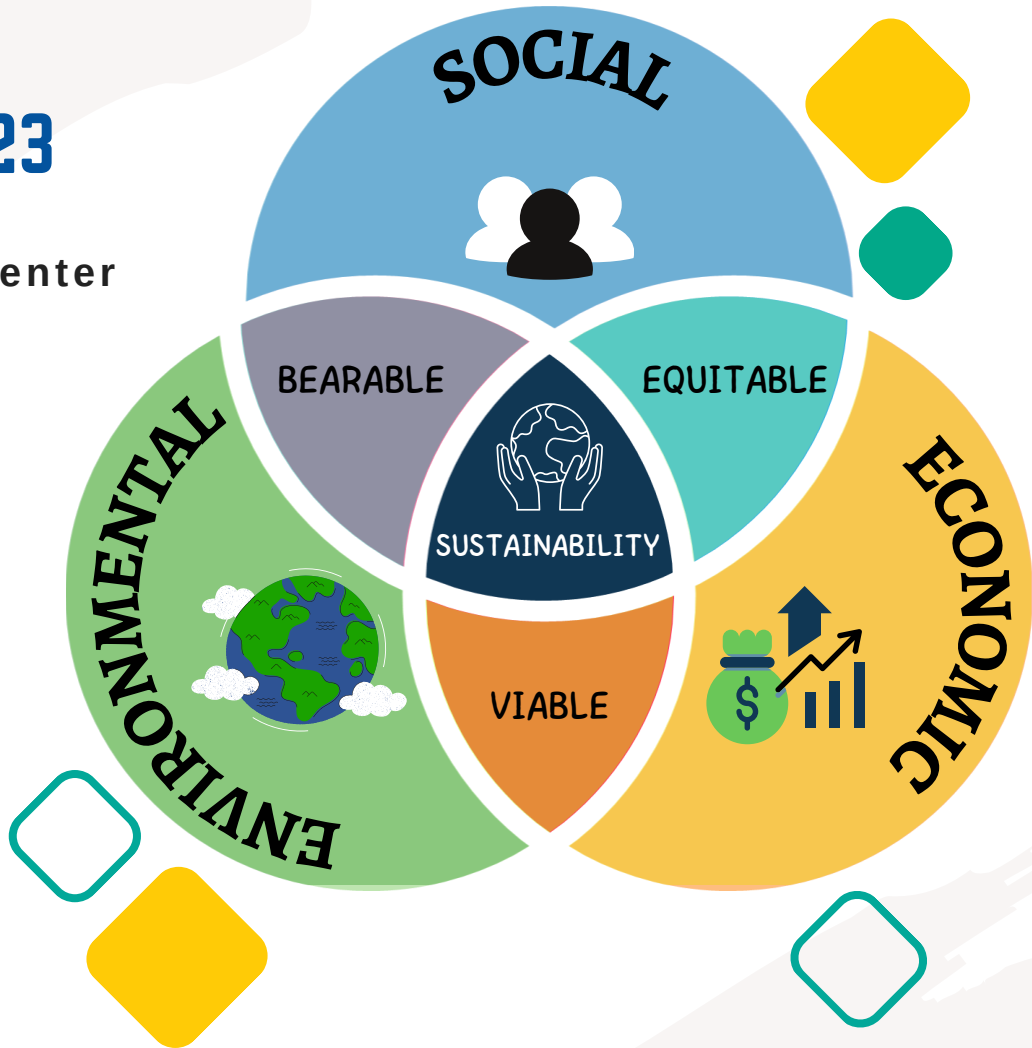 SOCIAL
23
enter
BEARABLE
EQUITABLE
ENVIRONMENTAL
ECONOMIC
SUSTAINABILITY
$
VIABLE